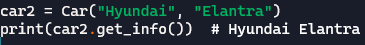 car2 = Car("Hyundai", "Elantra")
print(car2.get_info())  # Hyundai Elantra